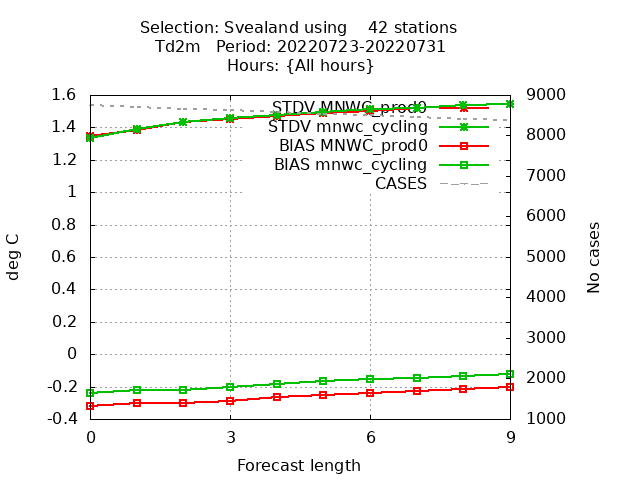 Selection: Svealand using    42 stations
Td2m   Period: 20220723-20220731
Hours: {All hours}
STDV MNWC_prod0
STDV mnwc_cycling
BIAS MNWC_prod0
BIAS mnwc_cycling
CASES
1.6
1.4
1.2
1
0.8
0.6
0.4
0.2
0
-0.2
-0.4
9000
8000
7000
6000
5000
4000
3000
2000
1000
0
3
6
9
deg C
No cases
Forecast length